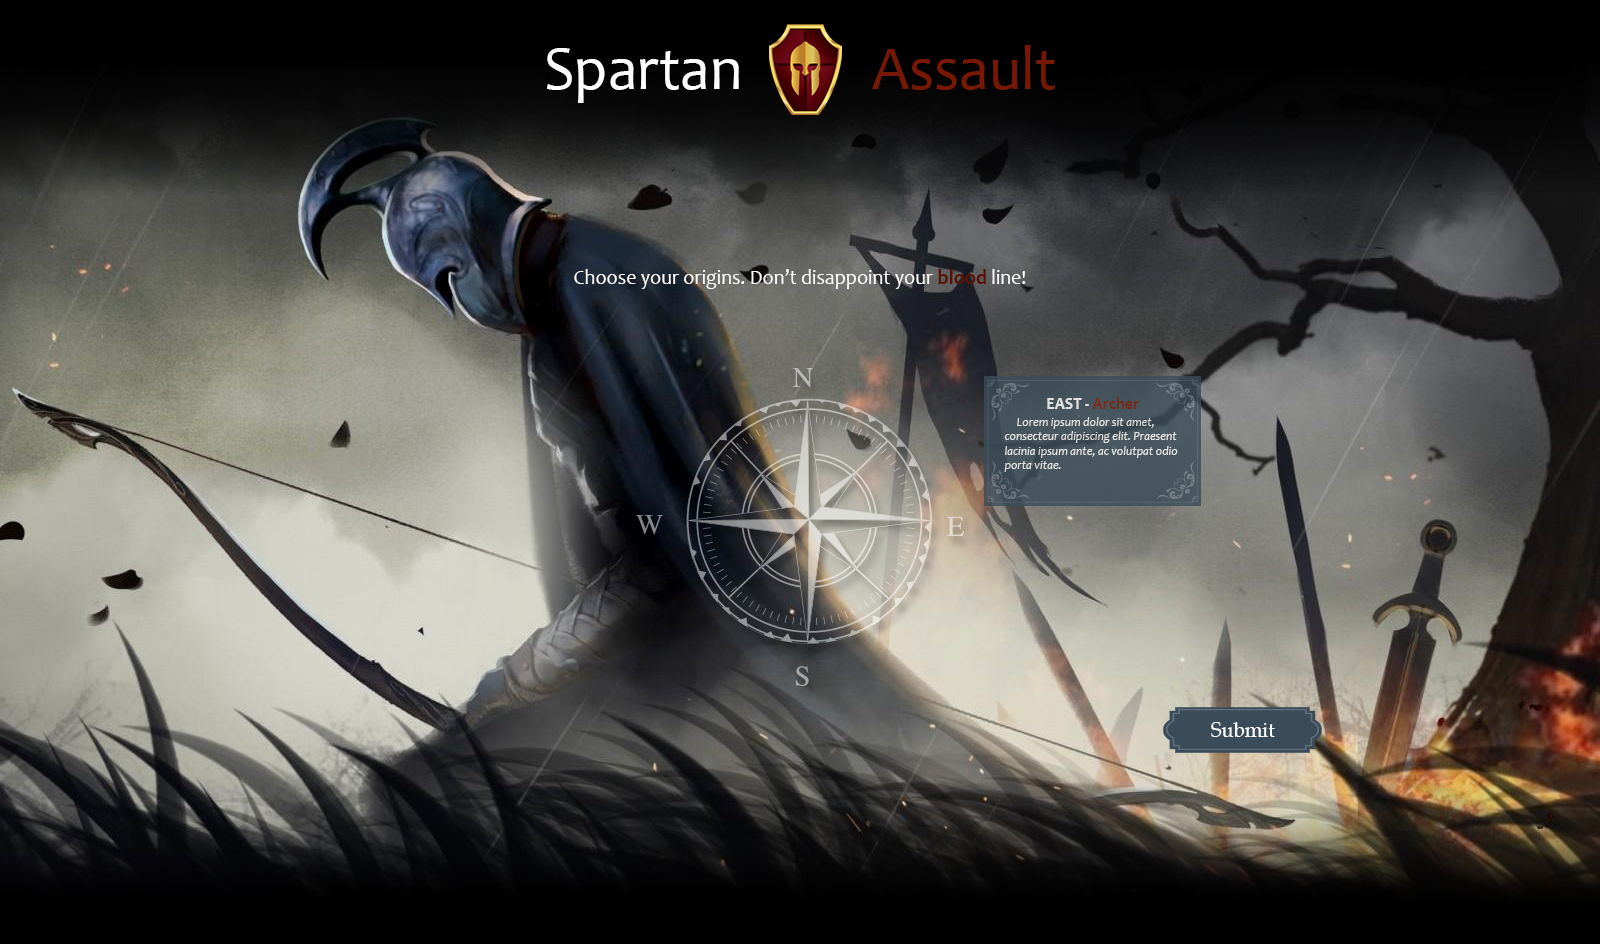 Spartan Assault
Choose your origins. Don't disappoint your blood line!
N
W
E
S
EAST - Archer
Lorem ipsum dolor sit amet,
consecteur adipiscing elit. Praesent
lacinia ipsum ante, ac volutpat odio
porta vitae.
Submit